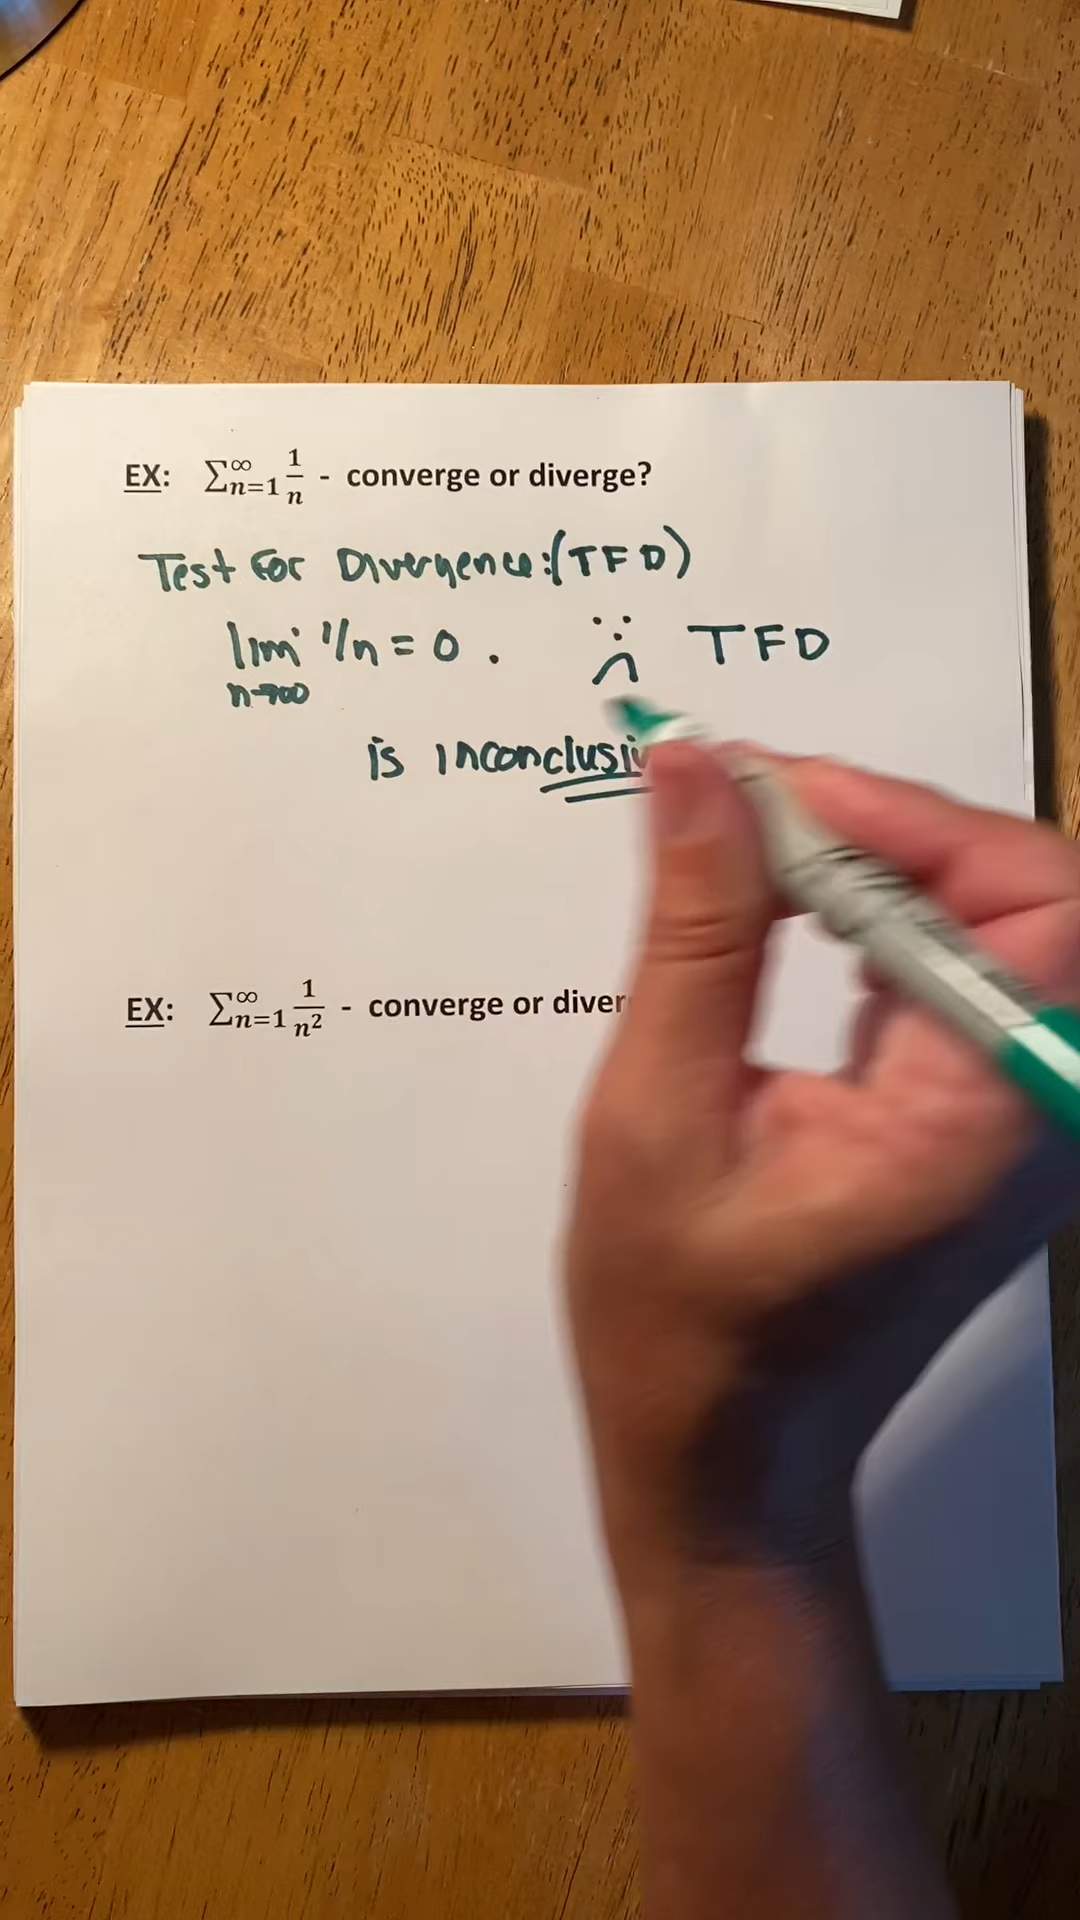 EX: ∑_{n=1}^{∞} 1/n - converge or diverge?
Test For Divergence:(TFD)
lim 1/n = 0 . TFD
n→∞
is inconclusiv
EX: ∑_{n=1}^{∞} 1/n² - converge or diver